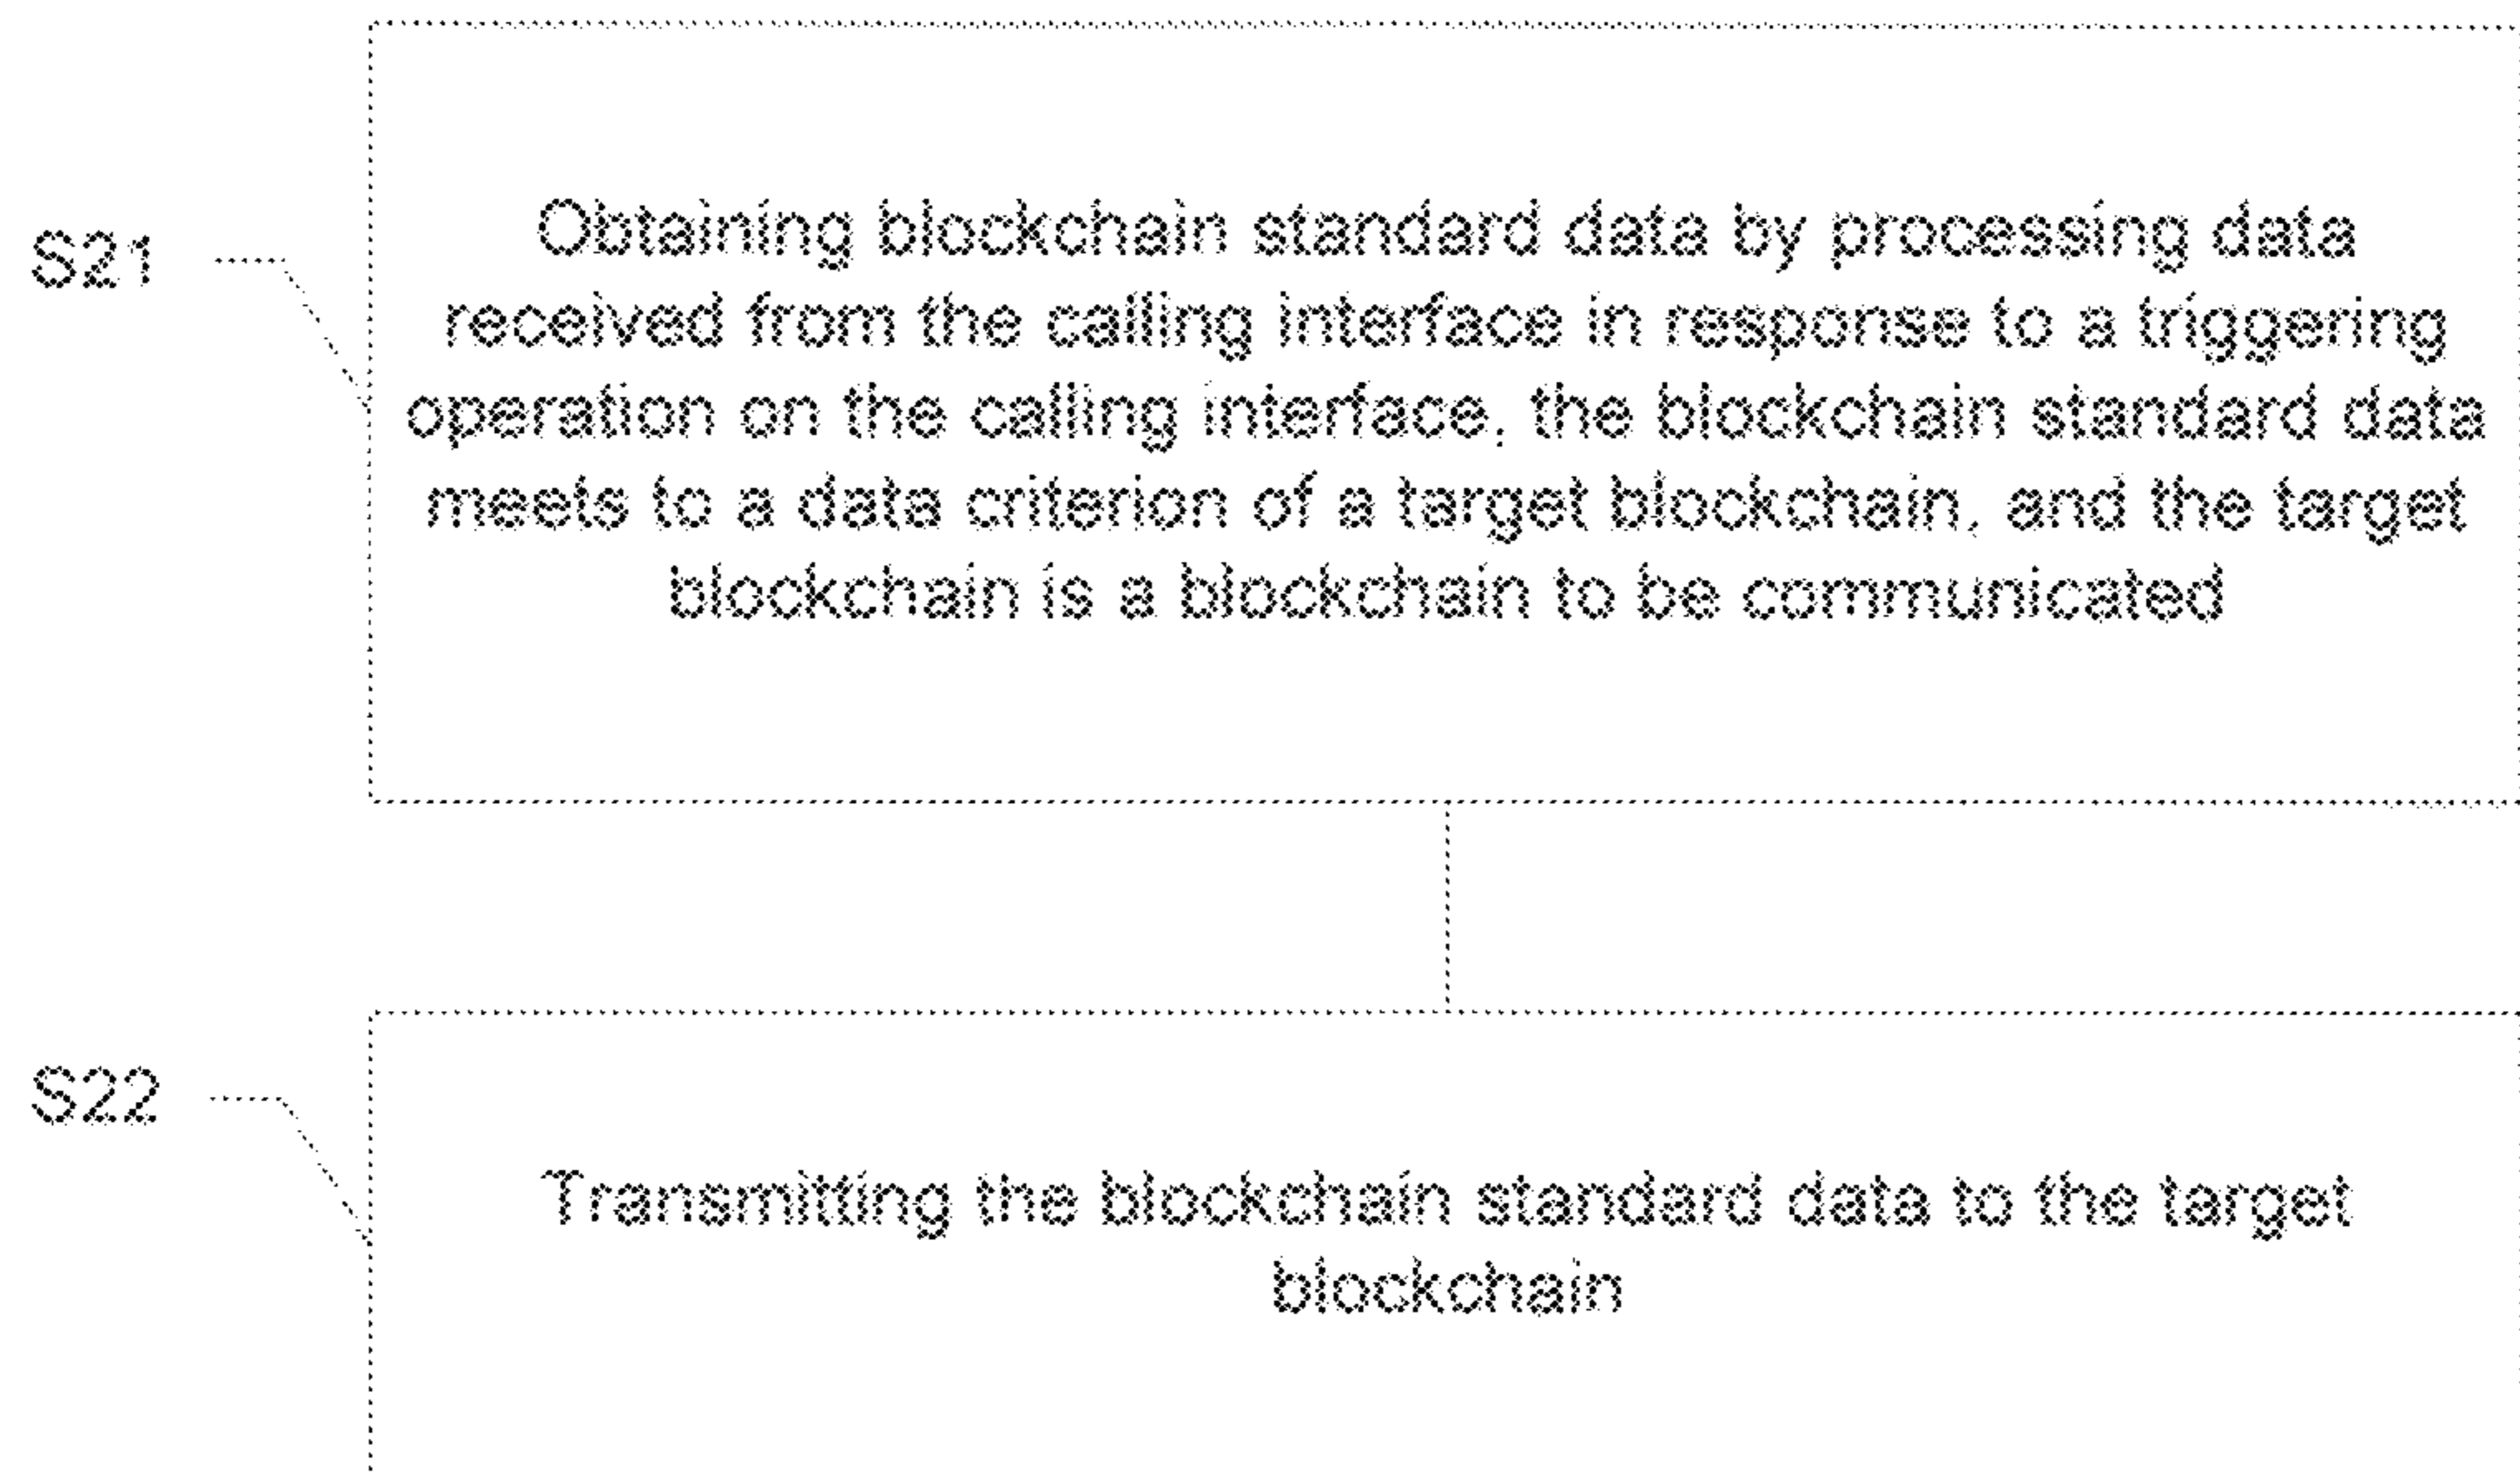 S21
Obtaining blockchain standard data by processing data
received from the calling interface in response to a triggering
operation on the calling interface, the blockchain standard data
meets to a data criterion of a target blockchain, and the target
blockchain is a blockchain to be communicated
S22
Transmitting the blockchain standard data to the target
blockchain